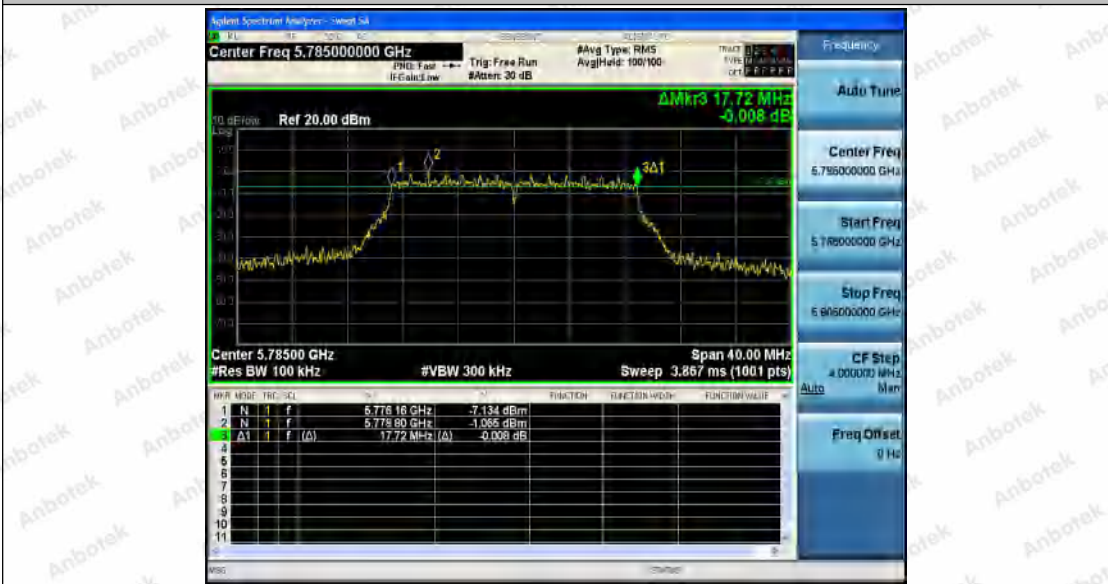 Agilent Spectrum Analyzer - Swept SA
Center Freq 5.785000000 GHz
PNO: Fast
IFGain:Low
Trig: Free Run
#Atten: 30 dB
#Avg Type: RMS
Avg|Hold: 100/100
TRACE
TYPE
DET P P P P P P
Frequency
Auto Tune
ΔMkr3 17.72 MHz
-0.008 dB
10 dB/div
Log
Ref 20.00 dBm
1
2
3Δ1
Center Freq
5.785000000 GHz
Start Freq
5.765000000 GHz
Stop Freq
5.805000000 GHz
Center 5.78500 GHz
Span 40.00 MHz
#Res BW 100 kHz
#VBW 300 kHz
Sweep 3.867 ms (1001 pts)
CF Step
4.000000 MHz
Auto Man
Freq Offset
0 Hz
MKR MODE TRC SCL X Y FUNCTION FUNCTION WIDTH FUNCTION VALUE
1 N 1 f 5.776 16 GHz -7.134 dBm
2 N 1 f 5.778 80 GHz -1.065 dBm
3 Δ1 1 f (Δ) 17.72 MHz (Δ) -0.008 dB
4
5
6
7
8
9
10
11
MSG
STATUS
Anbotek